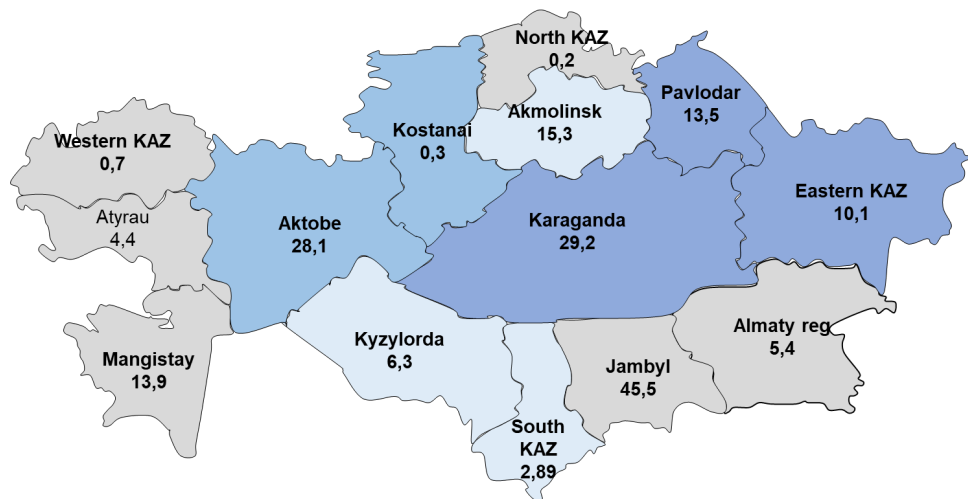 North KAZ
0,2
Pavlodar
13,5
Akmolinsk
15,3
Kostanai
0,3
Western KAZ
0,7
Eastern KAZ
10,1
Atyrau
4,4
Aktobe
28,1
Karaganda
29,2
Almaty reg
5,4
Kyzylorda
6,3
Mangistay
13,9
Jambyl
45,5
South
KAZ
2,89